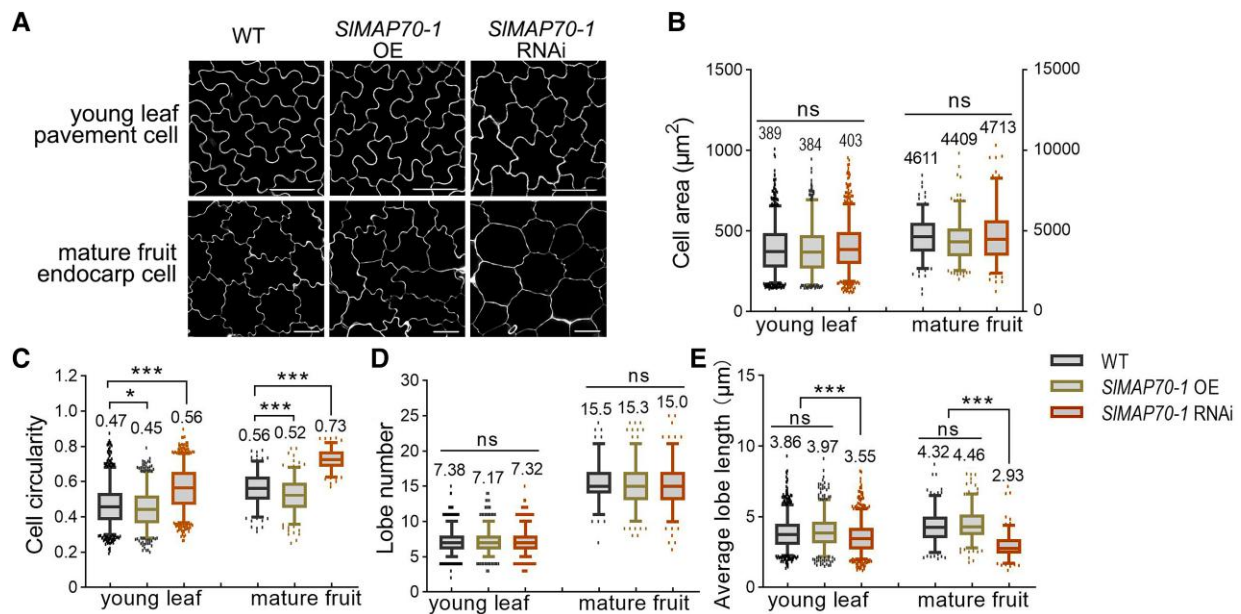 A
WT
SlMAP70-1
OE
SlMAP70-1
RNAi
young leaf
pavement cell
mature fruit
endocarp cell
B
Cell area (µm²)
1500
1000
500
0
15000
10000
5000
0
ns
389
384
403
ns
4611
4409
4713
young leaf
mature fruit
C
Cell circularity
1.2
1.0
0.8
0.6
0.4
0.2
0
***
*
0.47
0.45
0.56
***
***
0.56
0.52
0.73
young leaf
mature fruit
D
Lobe number
30
25
20
15
10
5
0
ns
7.38
7.17
7.32
ns
15.5
15.3
15.0
young leaf
mature fruit
E
Average lobe length (µm)
15
10
5
0
***
ns
3.86
3.97
3.55
***
ns
4.32
4.46
2.93
young leaf
mature fruit
WT
SlMAP70-1 OE
SlMAP70-1 RNAi